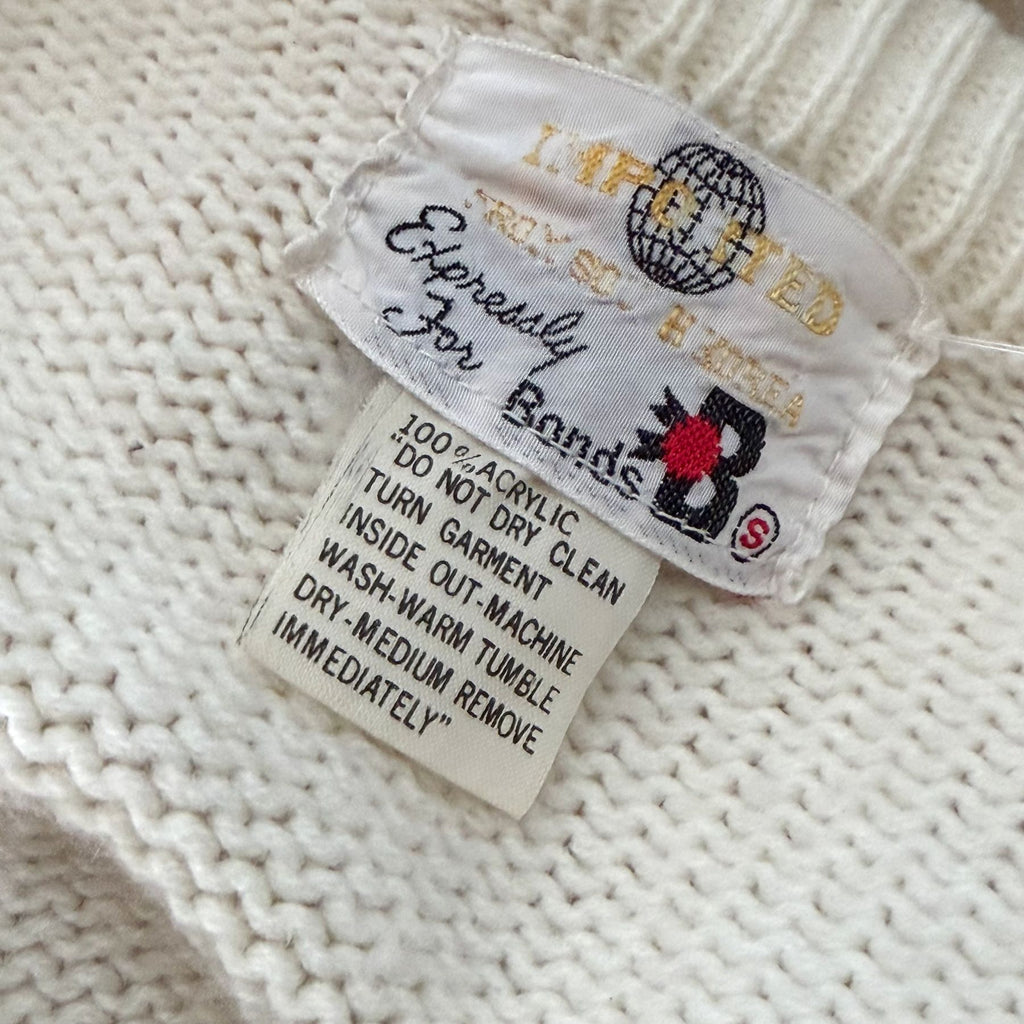 IMPORTED
KOREA
Expressly
For
Bonds B
S
100% ACRYLIC
"DO NOT DRY CLEAN
TURN GARMENT
INSIDE OUT-MACHINE
WASH-WARM TUMBLE
DRY-MEDIUM REMOVE
IMMEDIATELY"